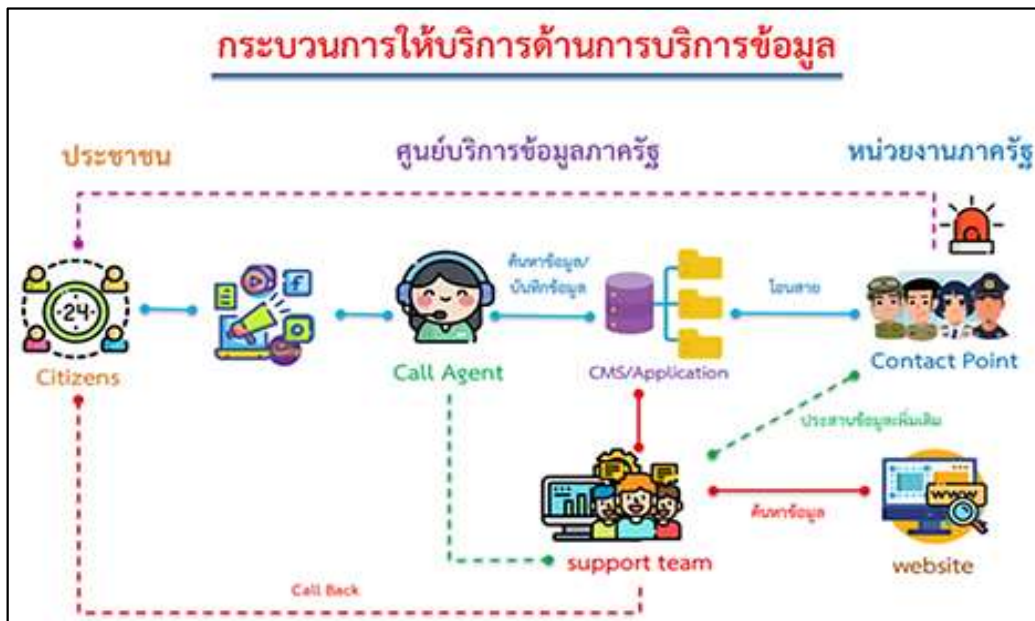 กระบวนการให้บริการด้านการบริการข้อมูล
ประชาชน
ศูนย์บริการข้อมูลภาครัฐ
หน่วยงานภาครัฐ
ค้นหาข้อมูล/
บันทึกข้อมูล
โอนสาย
24
Citizens
Call Agent
CMS/Application
Contact Point
ประสานข้อมูลเพิ่มเติม
www
ค้นหาข้อมูล
support team
website
Call Back